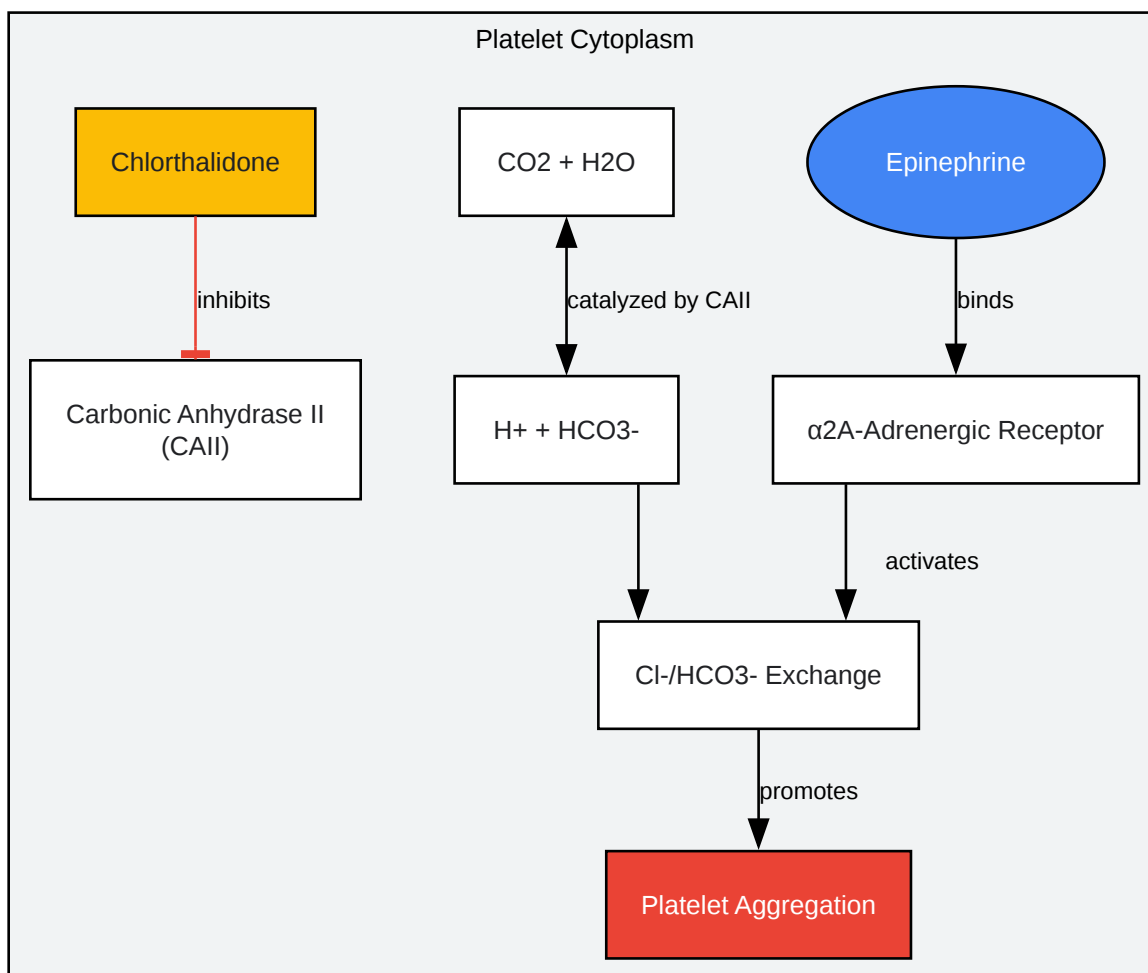 Platelet Cytoplasm
Chlorthalidone
CO2 + H2O
Epinephrine
inhibits
catalyzed by CAII
binds
Carbonic Anhydrase II
(CAII)
H+ + HCO3-
α2A-Adrenergic Receptor
activates
Cl-/HCO3- Exchange
promotes
Platelet Aggregation